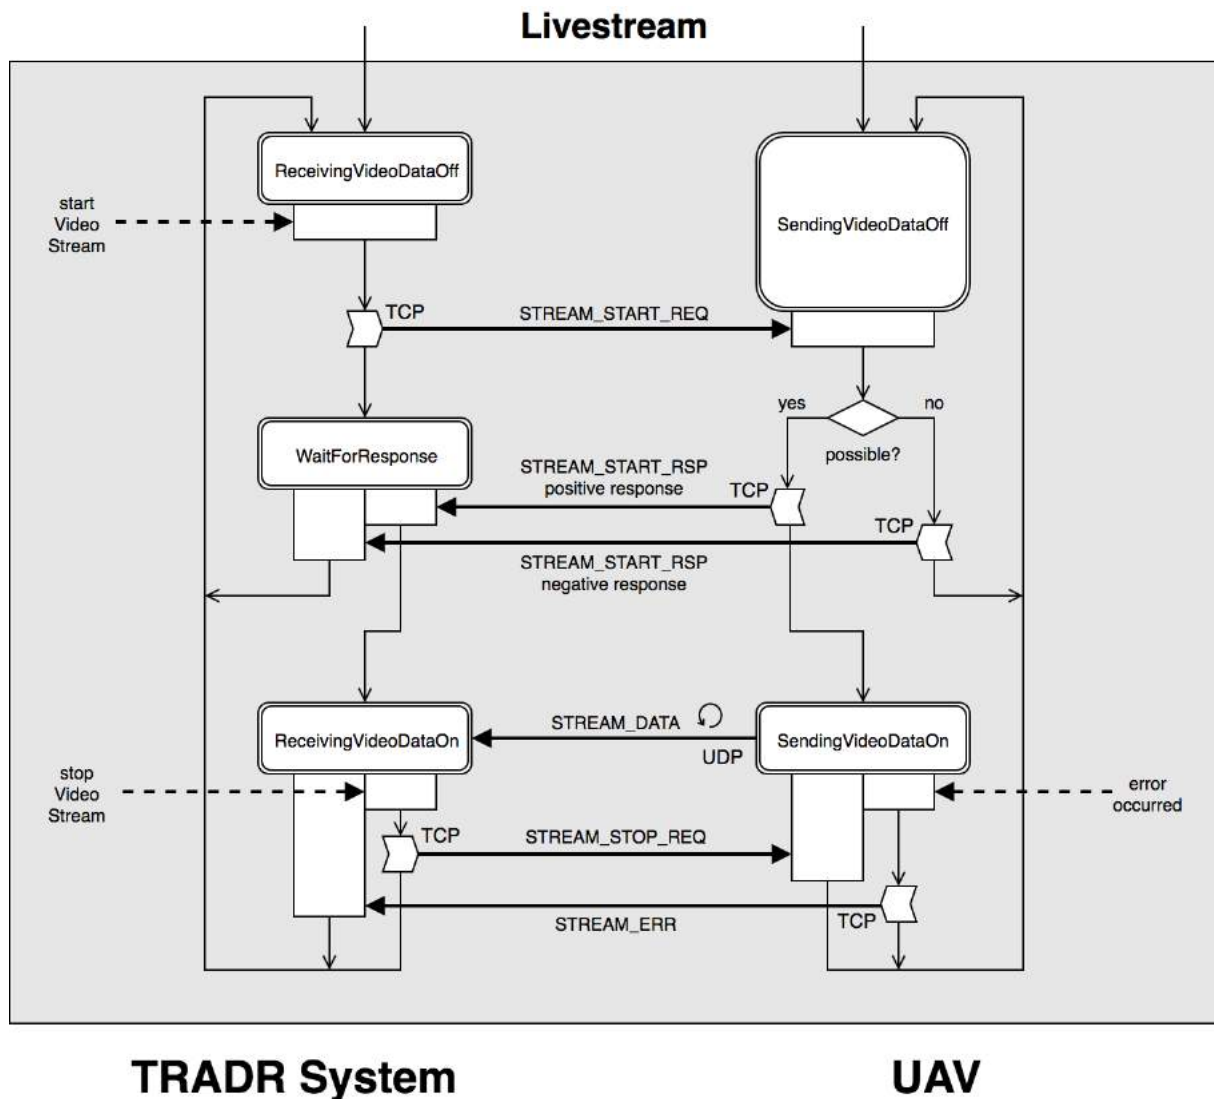 Livestream
ReceivingVideoDataOff
start
Video
Stream
SendingVideoDataOff
TCP
STREAM_START_REQ
yes
no
possible?
WaitForResponse
STREAM_START_RSP
positive response
TCP
TCP
STREAM_START_RSP
negative response
ReceivingVideoDataOn
STREAM_DATA
UDP
SendingVideoDataOn
stop
Video
Stream
error
occurred
TCP
STREAM_STOP_REQ
TCP
STREAM_ERR
TRADR System
UAV